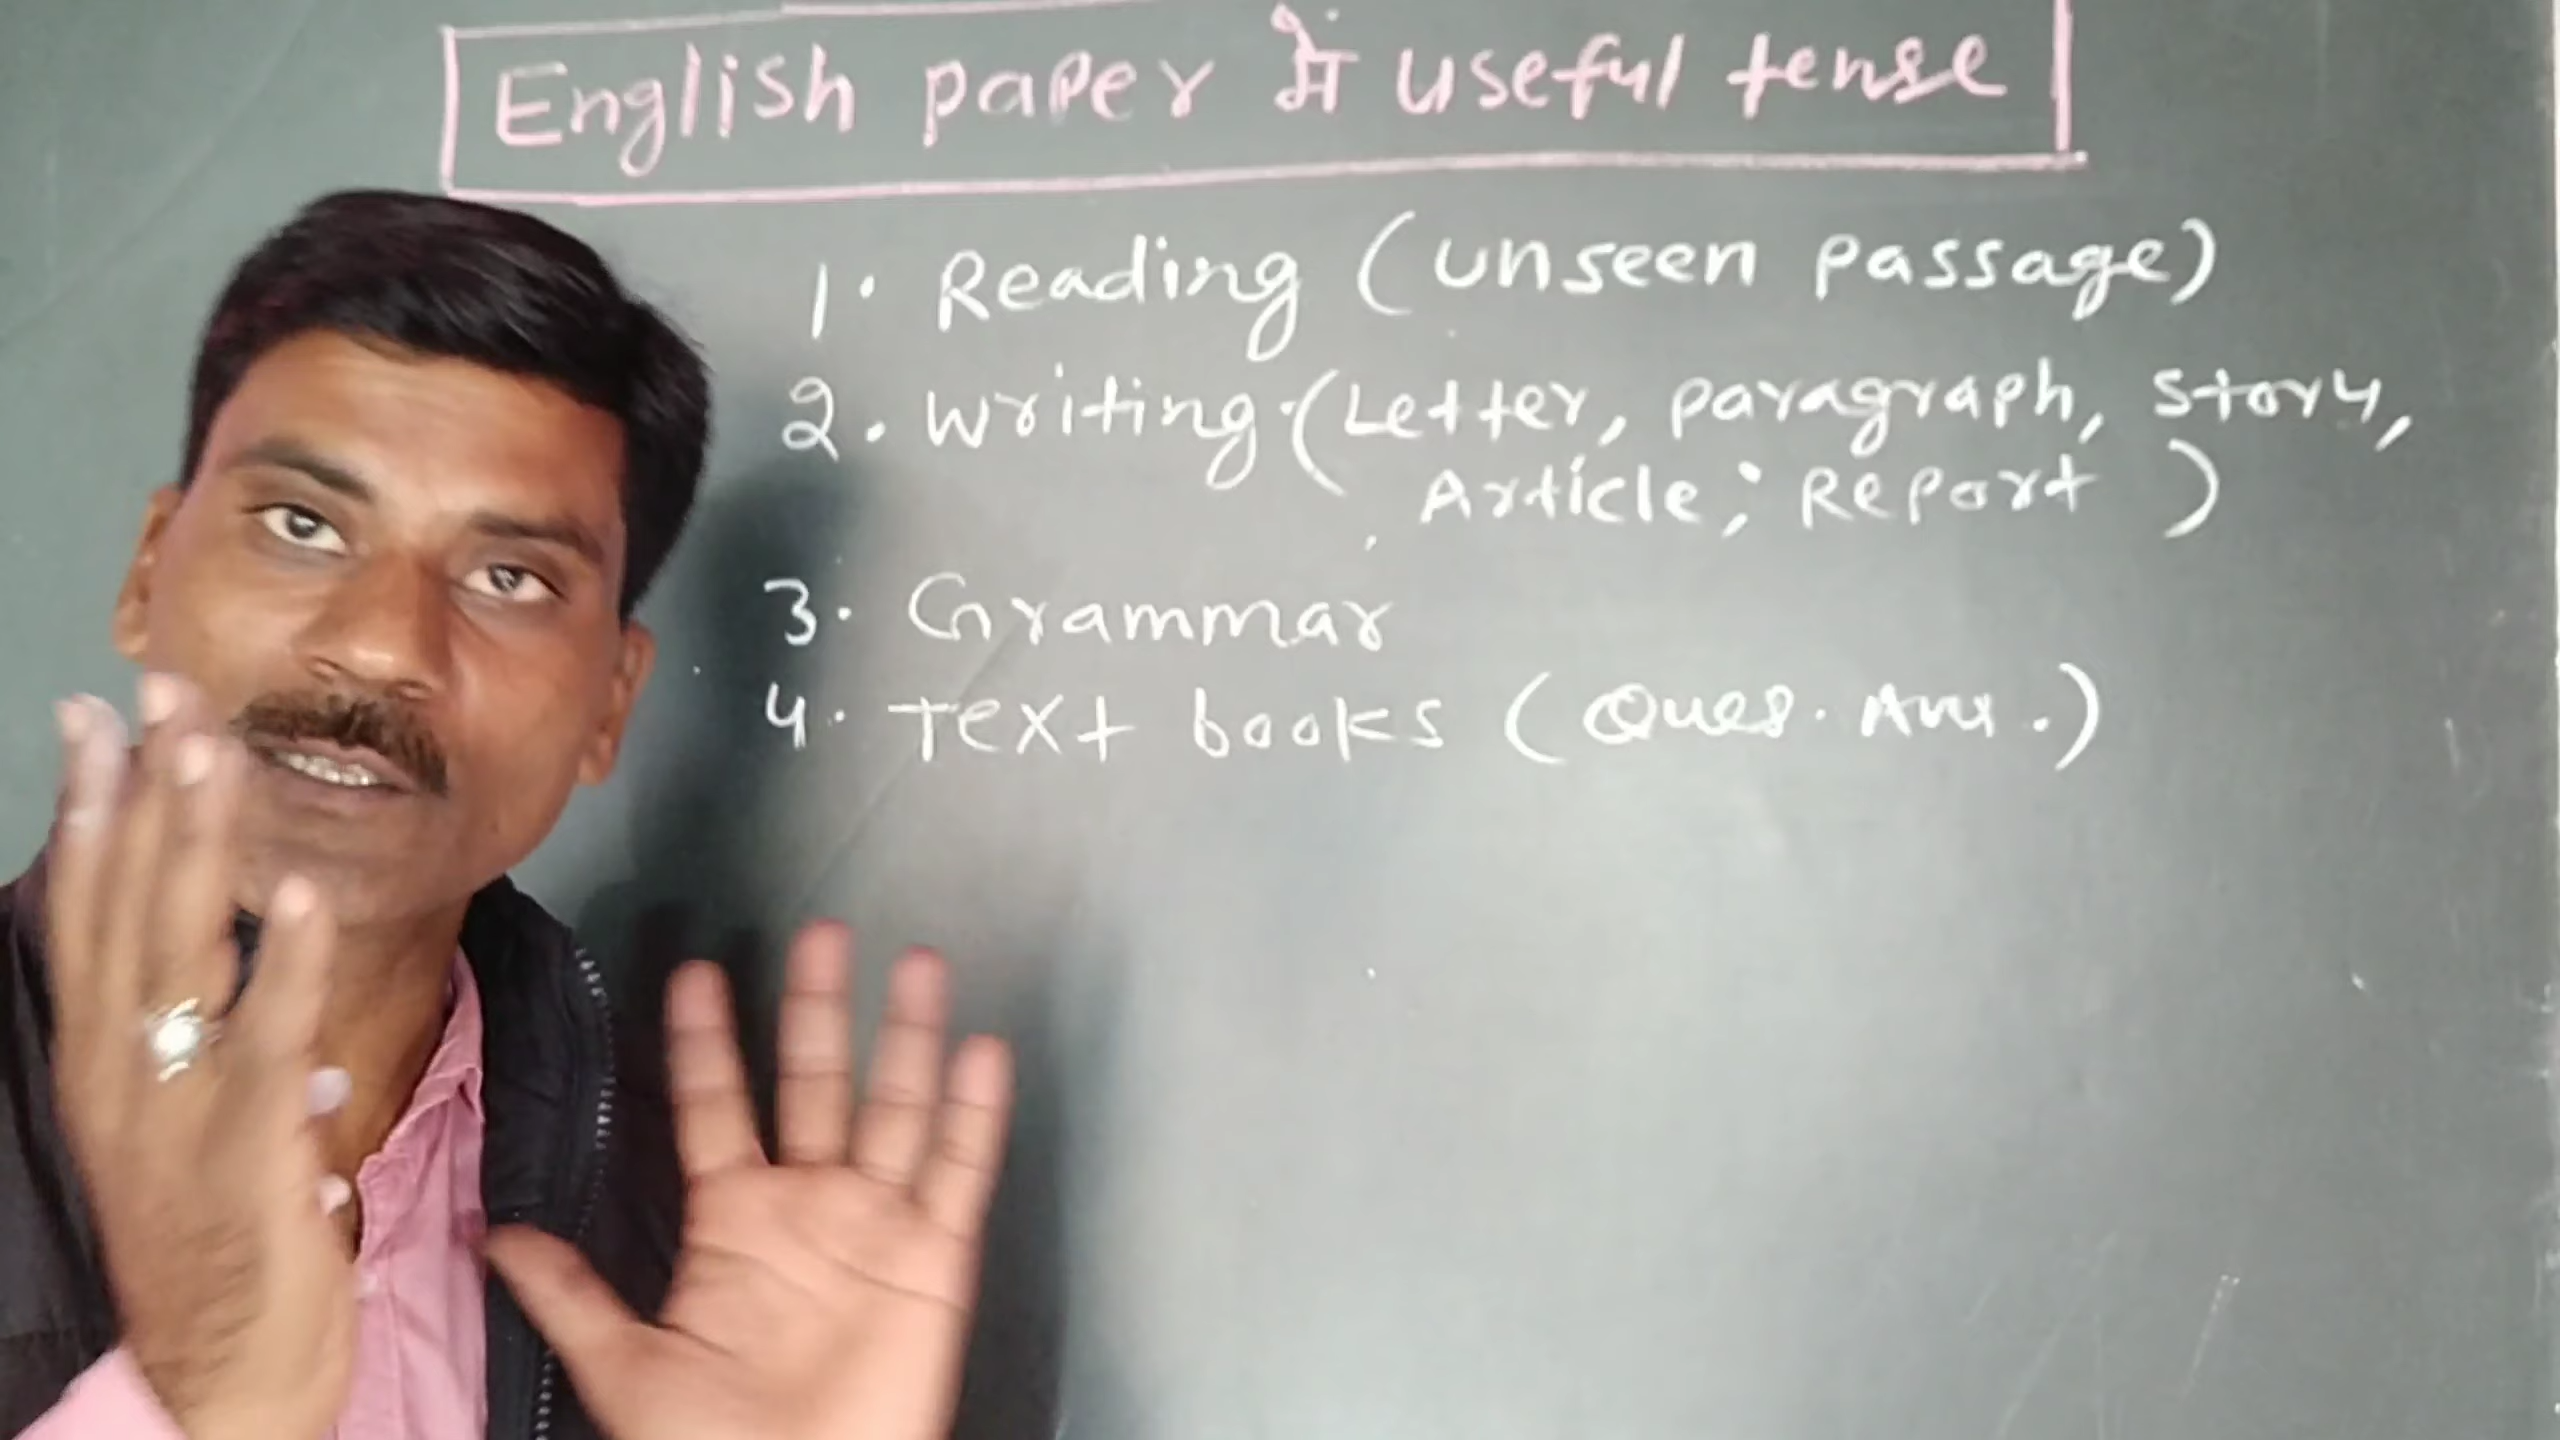 English paper में useful tense
1. Reading (unseen passage)
2. Writing. (Letter, paragraph, story,
Article, Report )
3. Grammar
4. Text books ( Ques. Ans .)